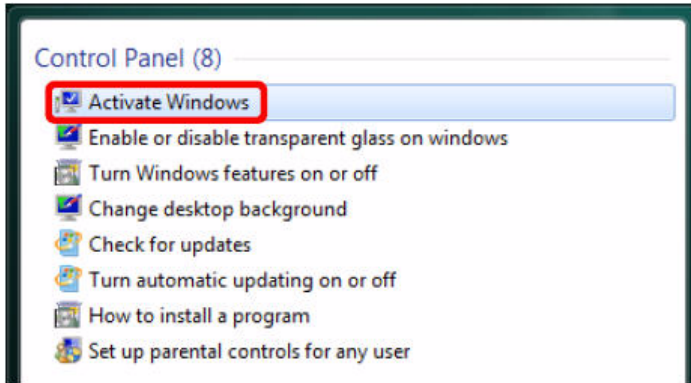 Control Panel (8)
Activate Windows
Enable or disable transparent glass on windows
Turn Windows features on or off
Change desktop background
Check for updates
Turn automatic updating on or off
How to install a program
Set up parental controls for any user